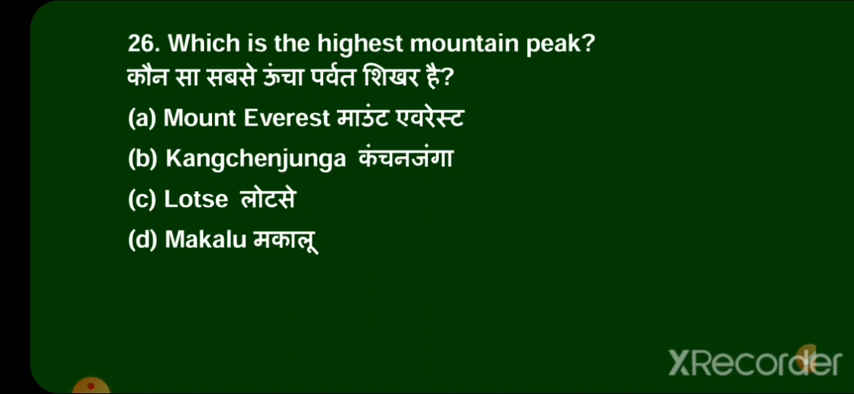 26. Which is the highest mountain peak?
कौन सा सबसे ऊंचा पर्वत शिखर है?
(a) Mount Everest माउंट एवरेस्ट
(b) Kangchenjunga कंचनजंगा
(c) Lotse लोटसे
(d) Makalu मकालू
XRecorder